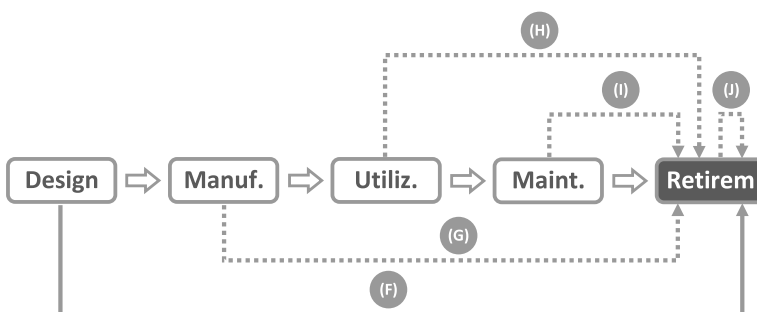 (H)
(I)
(J)
Design
Manuf.
Utiliz.
Maint.
Retirem
(G)
(F)